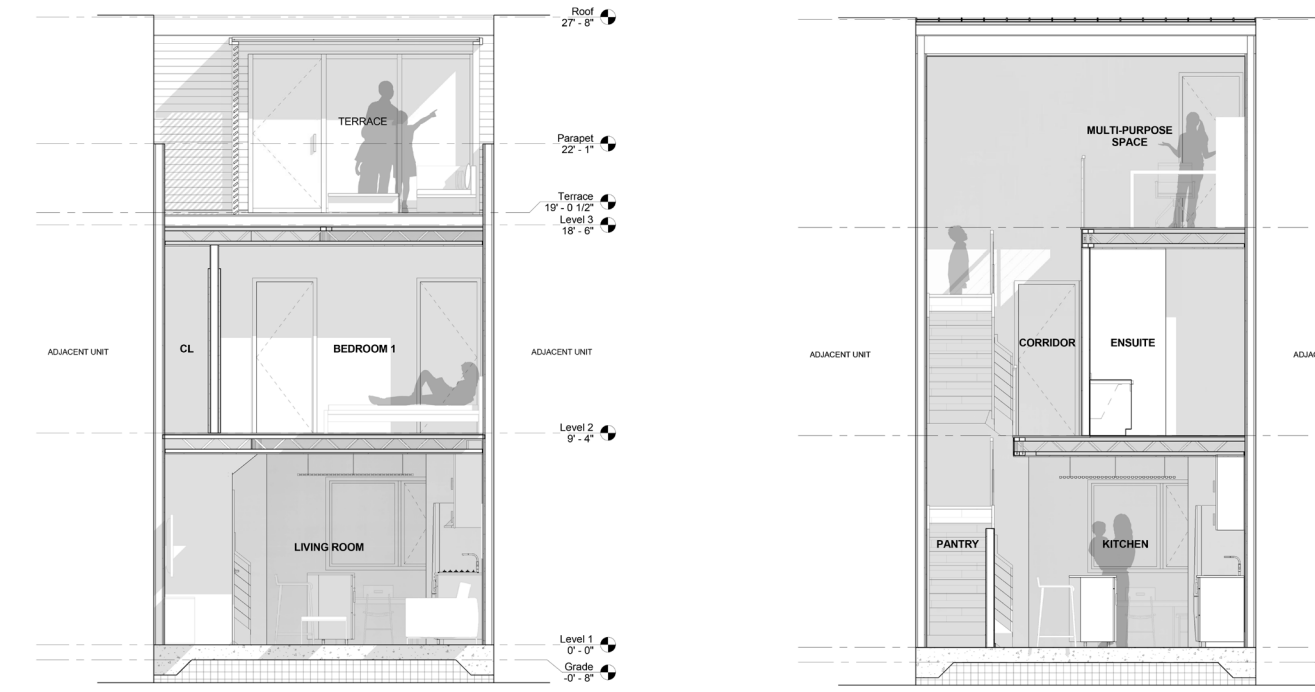 Roof
27' - 8"
TERRACE
Parapet
22' - 1"
Terrace
19' - 0 1/2"
Level 3
18' - 6"
ADJACENT UNIT
CL
BEDROOM 1
ADJACENT UNIT
Level 2
9' - 4"
LIVING ROOM
Level 1
0' - 0"
Grade
-0' - 8"
MULTI-PURPOSE
SPACE
ADJACENT UNIT
CORRIDOR
ENSUITE
ADJAC
PANTRY
KITCHEN